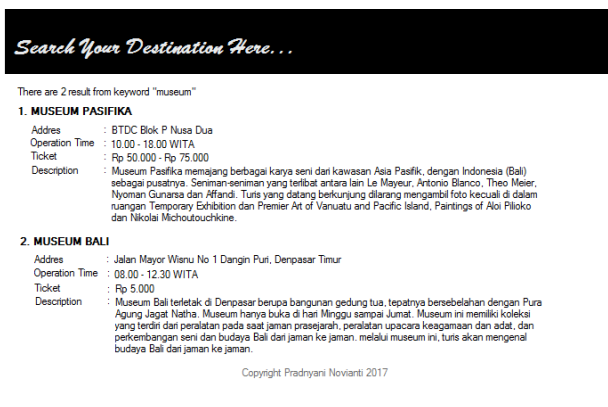 Search Your Destination Here...
There are 2 result from keyword "museum"
1. MUSEUM PASIFIKA
Addres : BTDC Blok P Nusa Dua
Operation Time : 10.00 - 18.00 WITA
Ticket : Rp 50.000 - Rp 75.000
Description : Museum Pasifika memajang berbagai karya seni dari kawasan Asia Pasifik, dengan Indonesia (Bali)
sebagai pusatnya. Seniman-seniman yang terlibat antara lain Le Mayeur, Antonio Blanco, Theo Meier,
Nyoman Gunarsa dan Affandi. Turis yang datang berkunjung dilarang mengambil foto kecuali di dalam
ruangan Temporary Exhibition dan Premier Art of Vanuatu and Pacific Island, Paintings of Aloi Pilioko
dan Nikolai Michoutouchkine.
2. MUSEUM BALI
Addres : Jalan Mayor Wisnu No 1 Dangin Puri, Denpasar Timur
Operation Time : 08.00 - 12.30 WITA
Ticket : Rp 5.000
Description : Museum Bali terletak di Denpasar berupa bangunan gedung tua, tepatnya bersebelahan dengan Pura
Agung Jagat Natha. Museum hanya buka di hari Minggu sampai Jumat. Museum ini memiliki koleksi
yang terdiri dari peralatan pada saat jaman prasejarah, peralatan upacara keagamaan dan adat, dan
perkembangan seni dan budaya Bali dari jaman ke jaman. melalui museum ini, turis akan mengenal
budaya Bali dari jaman ke jaman.
Copyright Pradnyani Novianti 2017